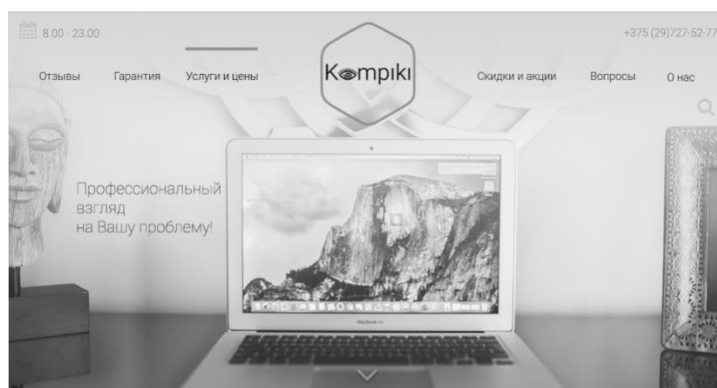 8.00 - 23.00
+375 (29)727-52-77
Отзывы
Гарантия
Услуги и цены
Kompiki
Скидки и акции
Вопросы
О нас
Профессиональный
взгляд
на Вашу проблему!
MacBook Air